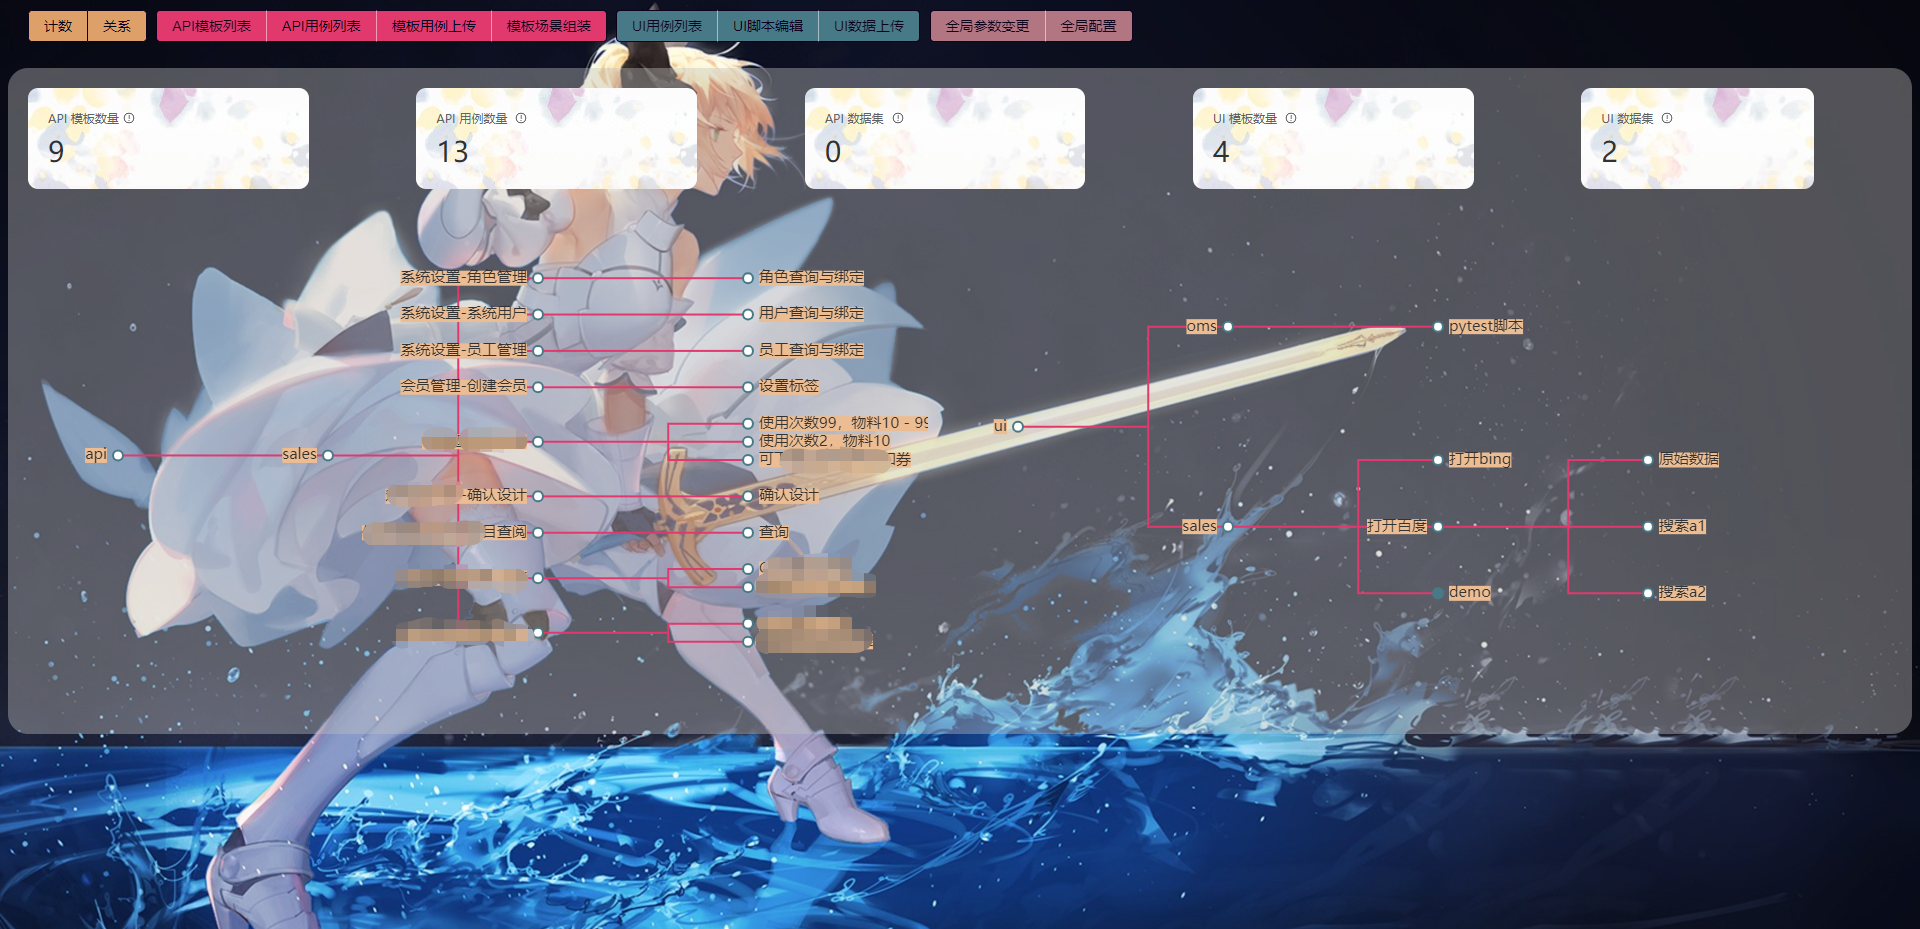 计数 关系 API模板列表 API用例列表 模板用例上传 模板场景组装 UI用例列表 UI脚本编辑 UI数据上传 全局参数变更 全局配置
API 模板数量 API 用例数量 API 数据集 UI 模板数量 UI 数据集
9 13 0 4 2
系统设置-角色管理 角色查询与绑定
系统设置-系统用户 用户查询与绑定
系统设置-员工管理 员工查询与绑定
会员管理-创建会员 设置标签
使用次数99，物料10 - 99
使用次数2，物料10
api sales
可 口券
-确认设计 确认设计
目查阅 查询
oms pytest脚本
ui
打开bing 原始数据
sales 打开百度 搜索a1
demo 搜索a2